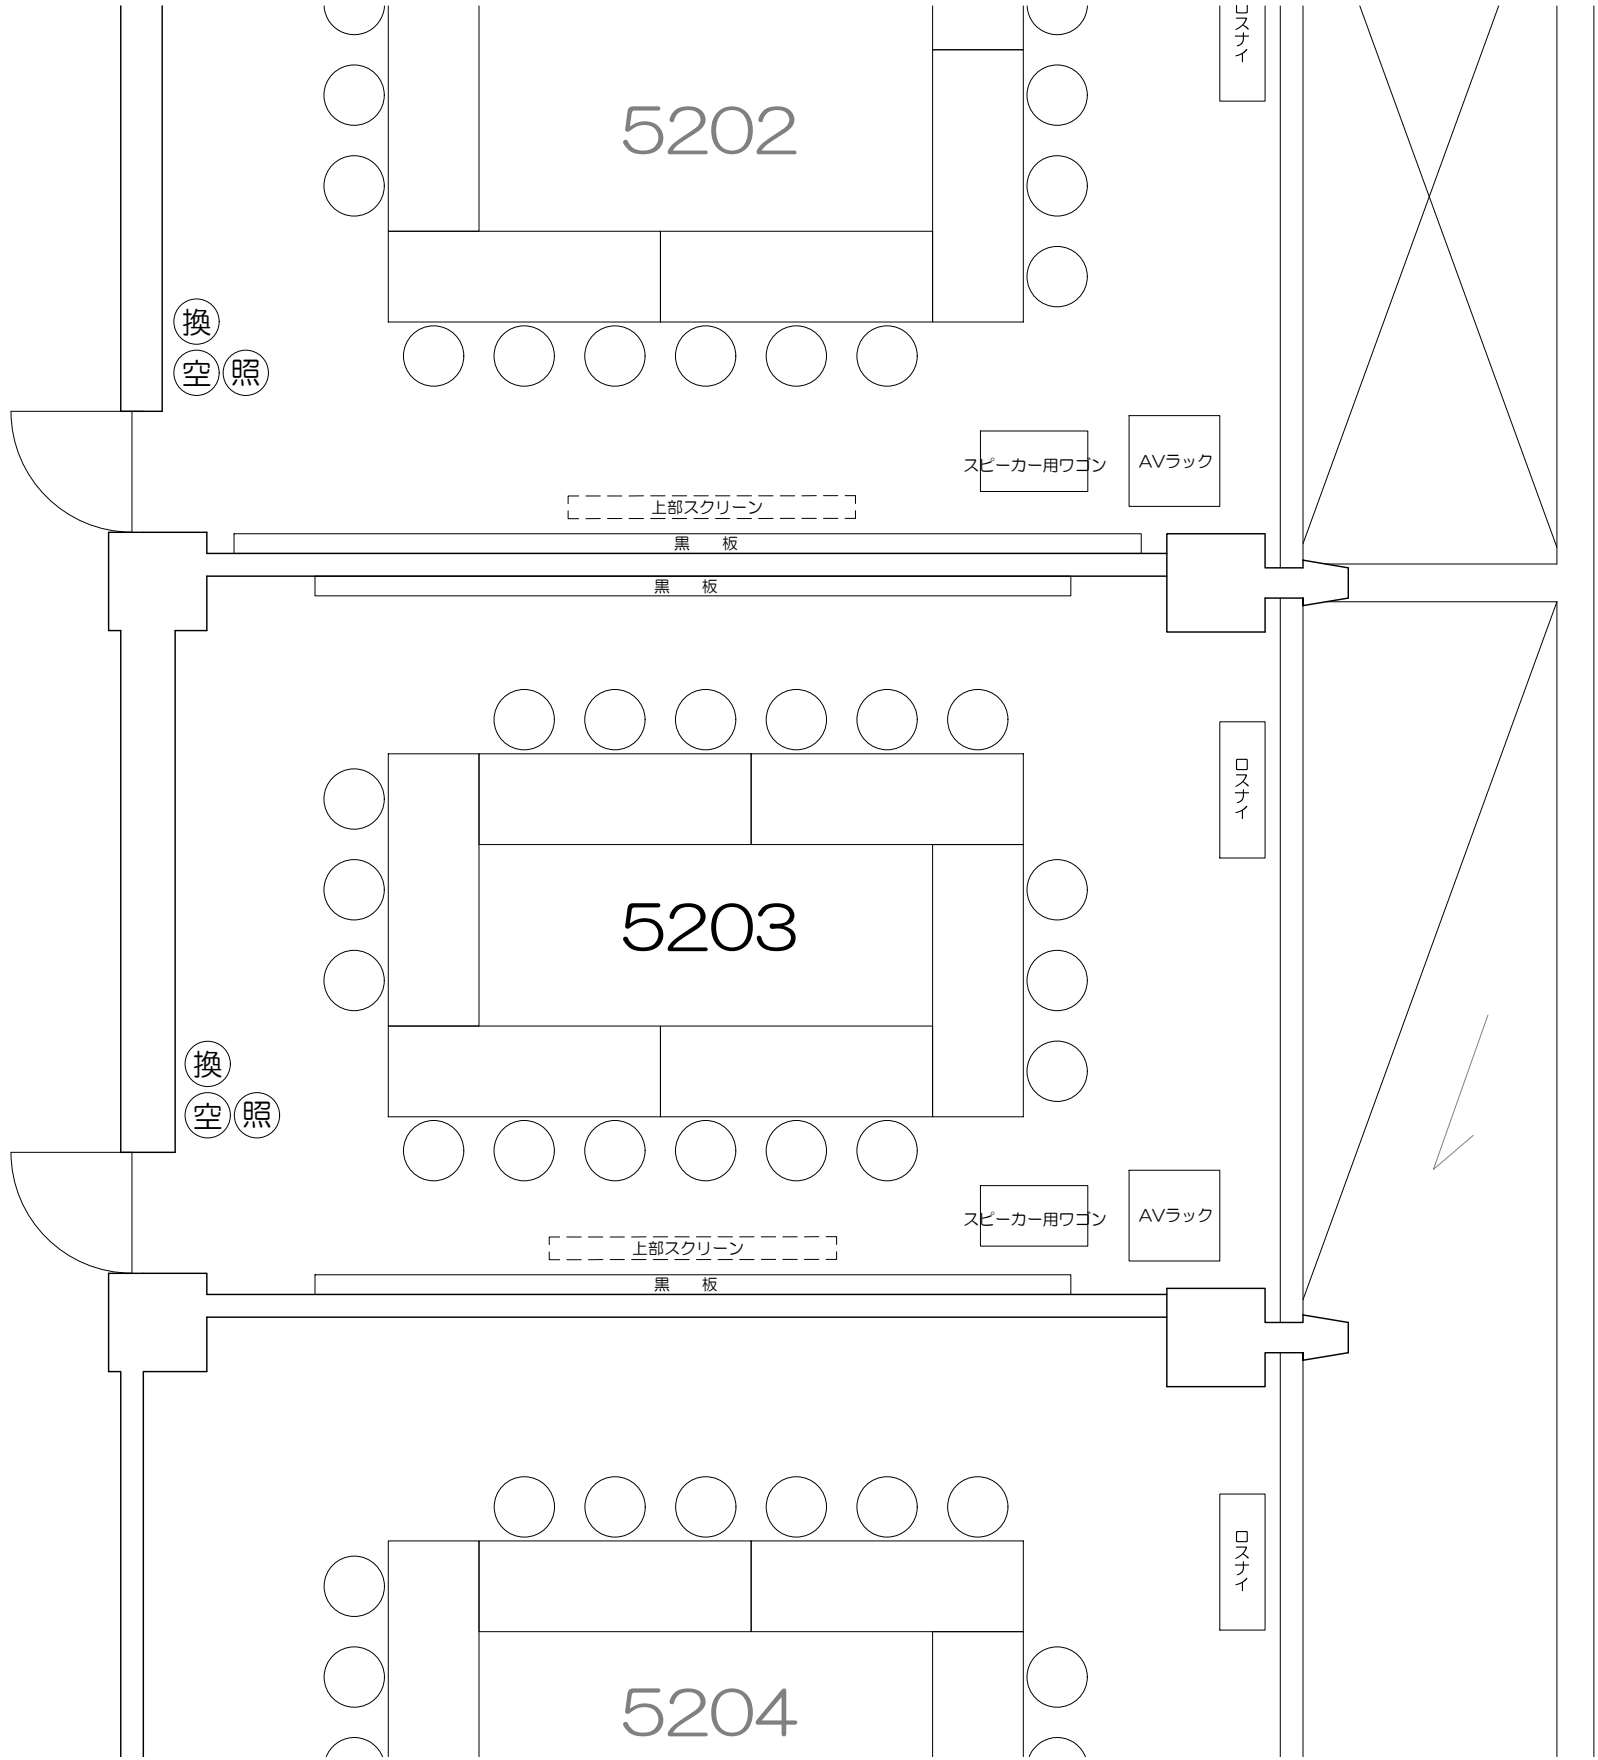 ロスナイ
5202
換
空 照
スピーカー用ワゴン
AVラック
上部スクリーン
黒 板
黒 板
ロスナイ
5203
換
空 照
スピーカー用ワゴン
AVラック
上部スクリーン
黒 板
ロスナイ
5204